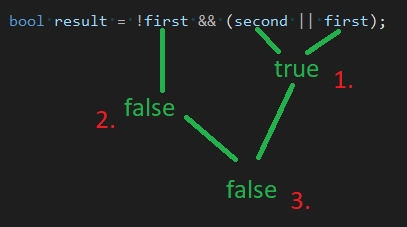 bool result = !first && (second || first);
true 1.
2. false
false 3.